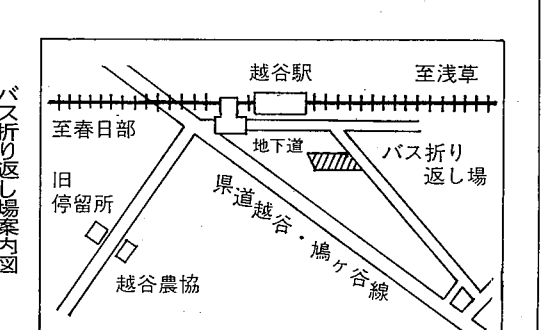 バス折り返し場案内図
越谷駅
至浅草
至春日部
地下道
バス折り
返し場
旧
停留所
県道越谷・鳩ヶ谷線
越谷農協